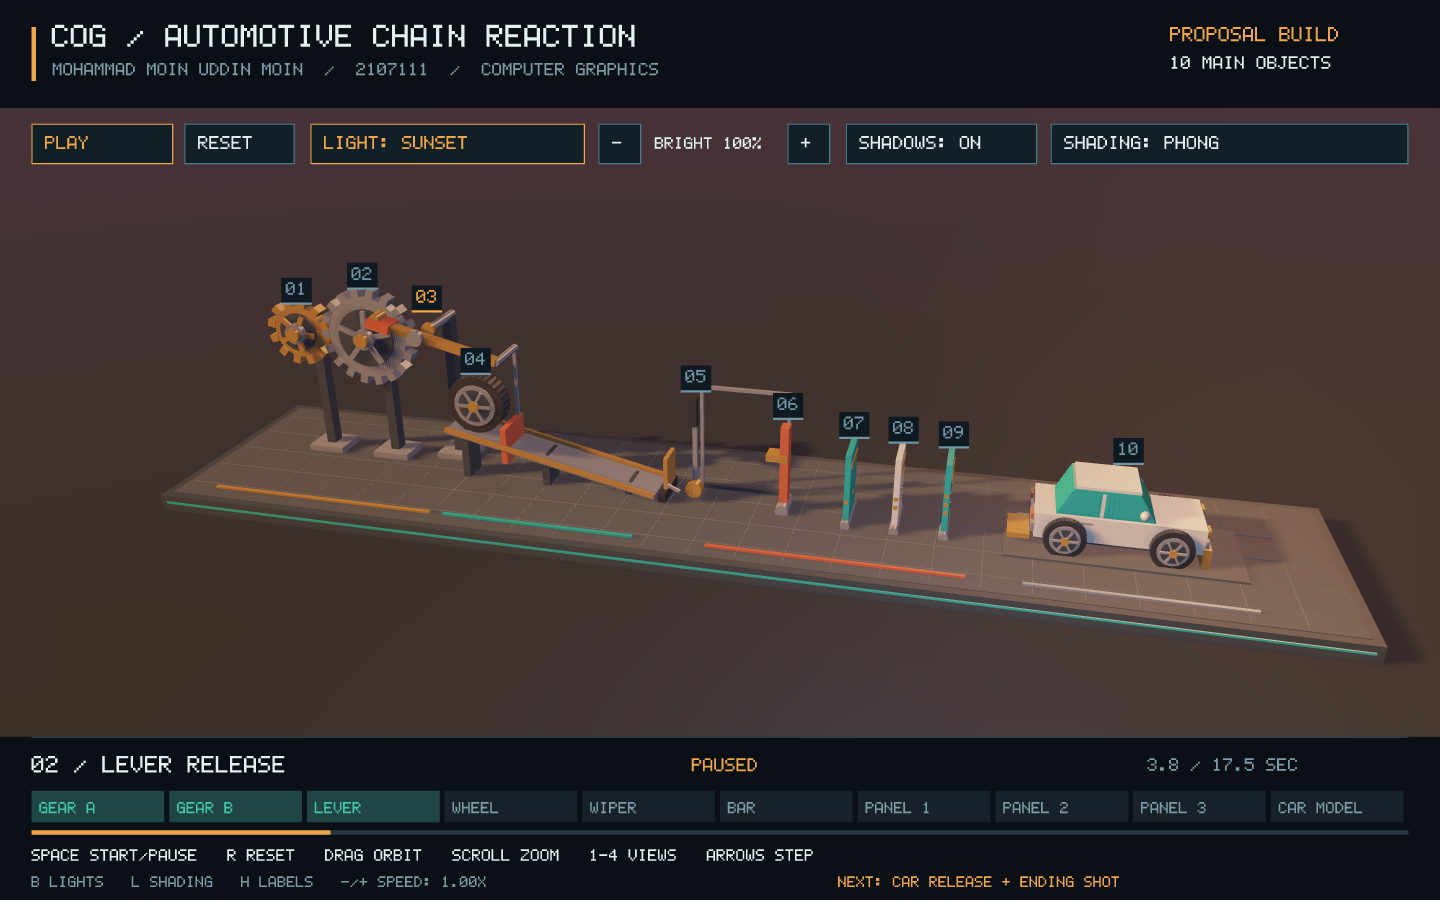 COG / AUTOMOTIVE CHAIN REACTION
MOHAMMAD MOIN UDDIN MOIN / 2107111 / COMPUTER GRAPHICS
PROPOSAL BUILD
10 MAIN OBJECTS
PLAY RESET LIGHT: SUNSET - BRIGHT 100% + SHADOWS: ON SHADING: PHONG
01
02
03
04
05
06
07
08
09
10
02 / LEVER RELEASE PAUSED 3.8 / 17.5 SEC
GEAR A GEAR B LEVER WHEEL WIPER BAR PANEL 1 PANEL 2 PANEL 3 CAR MODEL
SPACE START/PAUSE R RESET DRAG ORBIT SCROLL ZOOM 1-4 VIEWS ARROWS STEP
B LIGHTS L SHADING H LABELS -/+ SPEED: 1.00X NEXT: CAR RELEASE + ENDING SHOT